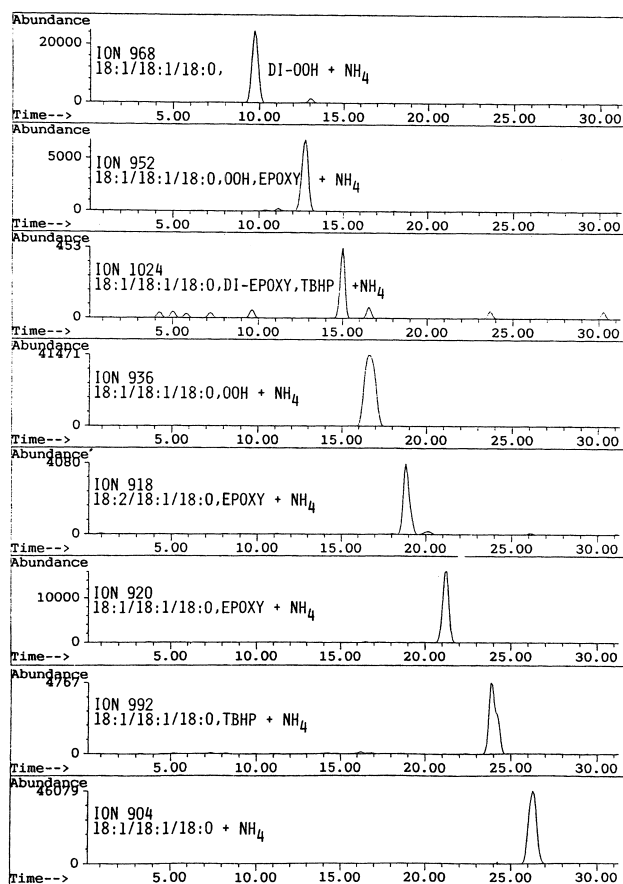 Abundance
20000
ION 968
18:1/18:1/18:0, DI-OOH + NH4
0
Time--> 5.00 10.00 15.00 20.00 25.00 30.00
Abundance
5000
ION 952
18:1/18:1/18:0,OOH,EPOXY + NH4
0
Time--> 5.00 10.00 15.00 20.00 25.00 30.00
Abundance
453
ION 1024
18:1/18:1/18:0,DI-EPOXY,TBHP +NH4
0
Time--> 5.00 10.00 15.00 20.00 25.00 30.00
Abundance
41471
ION 936
18:1/18:1/18:0,OOH + NH4
0
Time--> 5.00 10.00 15.00 20.00 25.00 30.00
Abundance
4080
ION 918
18:2/18:1/18:0,EPOXY + NH4
0
Time--> 5.00 10.00 15.00 20.00 25.00 30.00
Abundance
10000
ION 920
18:1/18:1/18:0,EPOXY + NH4
0
Time--> 5.00 10.00 15.00 20.00 25.00 30.00
Abundance
4767
ION 992
18:1/18:1/18:0,TBHP + NH4
0
Time--> 5.00 10.00 15.00 20.00 25.00 30.00
Abundance
46079
ION 904
18:1/18:1/18:0 + NH4
0
Time--> 5.00 10.00 15.00 20.00 25.00 30.00